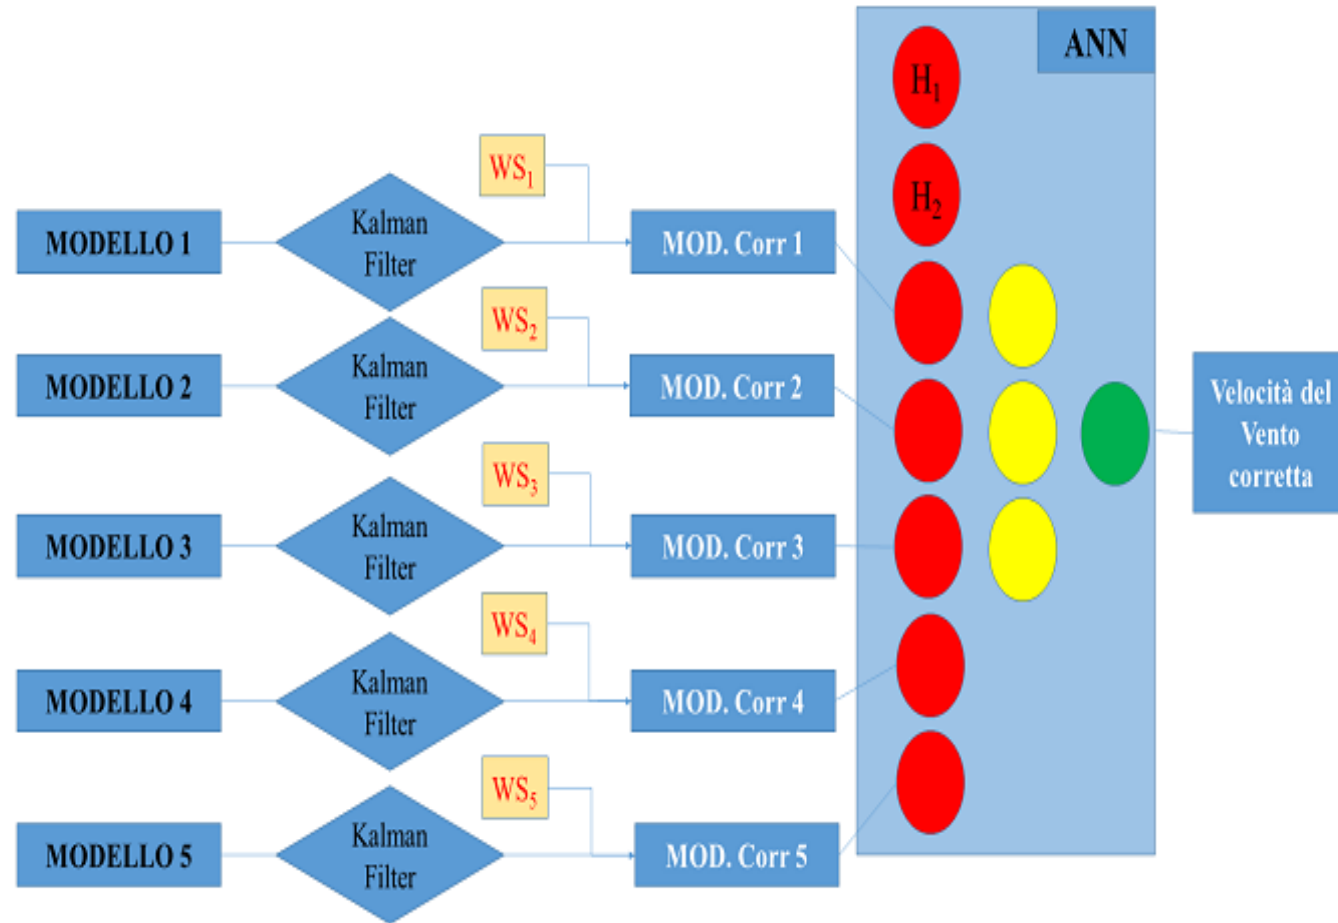 ANN
H₁
H₂
WS₁
MODELLO 1
Kalman
Filter
MOD. Corr 1
WS₂
MODELLO 2
Kalman
Filter
MOD. Corr 2
WS₃
MODELLO 3
Kalman
Filter
MOD. Corr 3
WS₄
MODELLO 4
Kalman
Filter
MOD. Corr 4
WS₅
MODELLO 5
Kalman
Filter
MOD. Corr 5
Velocità del
Vento
corretta